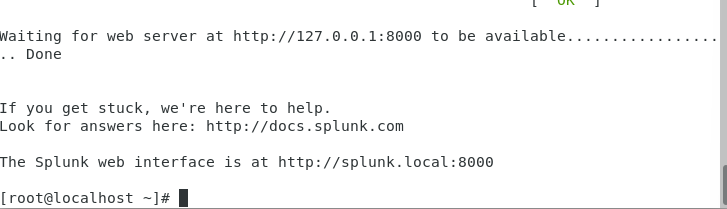 [  OK  ]
Waiting for web server at http://127.0.0.1:8000 to be available.................
.. Done
If you get stuck, we're here to help.
Look for answers here: http://docs.splunk.com
The Splunk web interface is at http://splunk.local:8000
[root@localhost ~]#